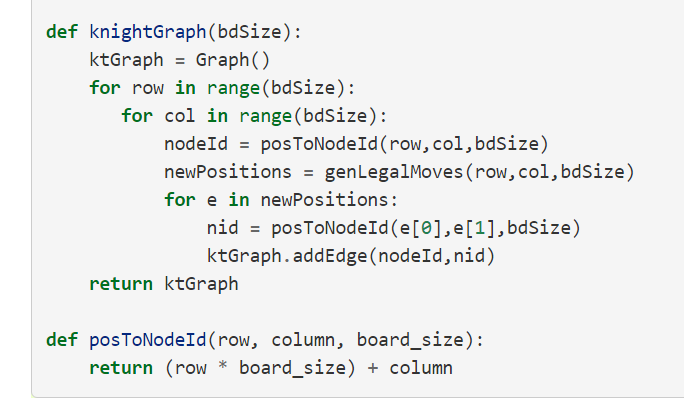 def knightGraph(bdSize):
    ktGraph = Graph()
    for row in range(bdSize):
       for col in range(bdSize):
           nodeId = posToNodeId(row,col,bdSize)
           newPositions = genLegalMoves(row,col,bdSize)
           for e in newPositions:
               nid = posToNodeId(e[0],e[1],bdSize)
               ktGraph.addEdge(nodeId,nid)
    return ktGraph

def posToNodeId(row, column, board_size):
    return (row * board_size) + column